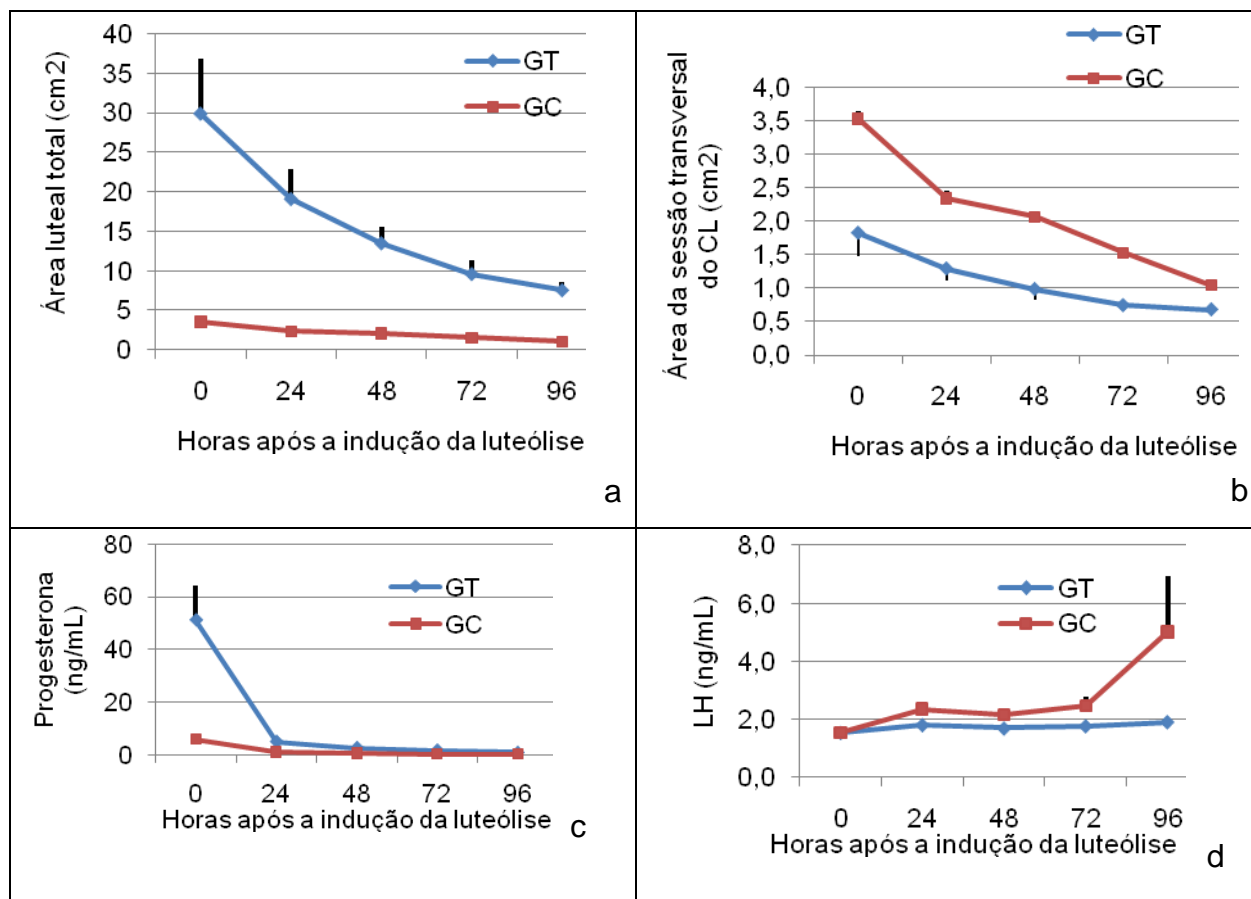 40
35
30
25
20
15
10
5
0
Área luteal total (cm2)
GT
GC
0 24 48 72 96
Horas após a indução da luteólise
a
4,0
3,5
3,0
2,5
2,0
1,5
1,0
0,5
0,0
Área da sessão transversal
do CL (cm2)
GT
GC
0 24 48 72 96
Horas após a indução da luteólise
b
80
60
40
20
0
Progesterona
(ng/mL)
GT
GC
0 24 48 72 96
Horas após a indução da luteólise
c
8,0
6,0
4,0
2,0
0,0
LH (ng/mL)
GT
GC
0 24 48 72 96
Horas após a indução da luteólise
d